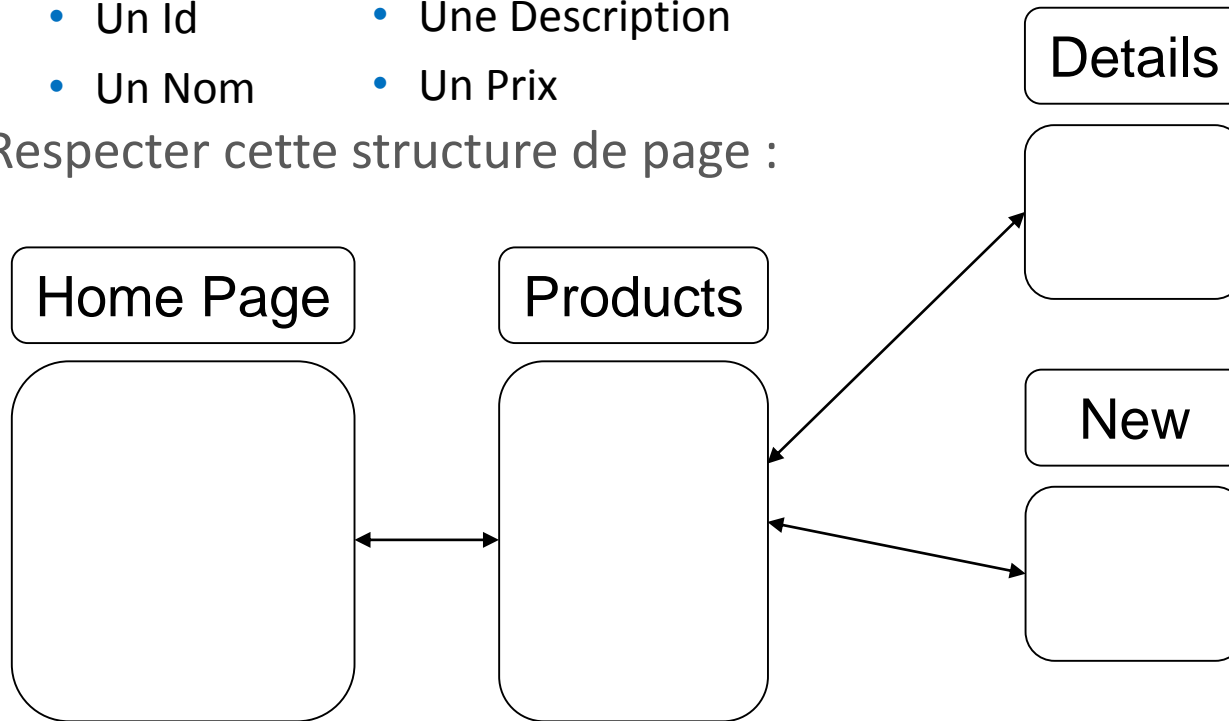 • Un Id
• Un Nom
• Une Description
• Un Prix
Respecter cette structure de page :
Home Page
Products
Details
New